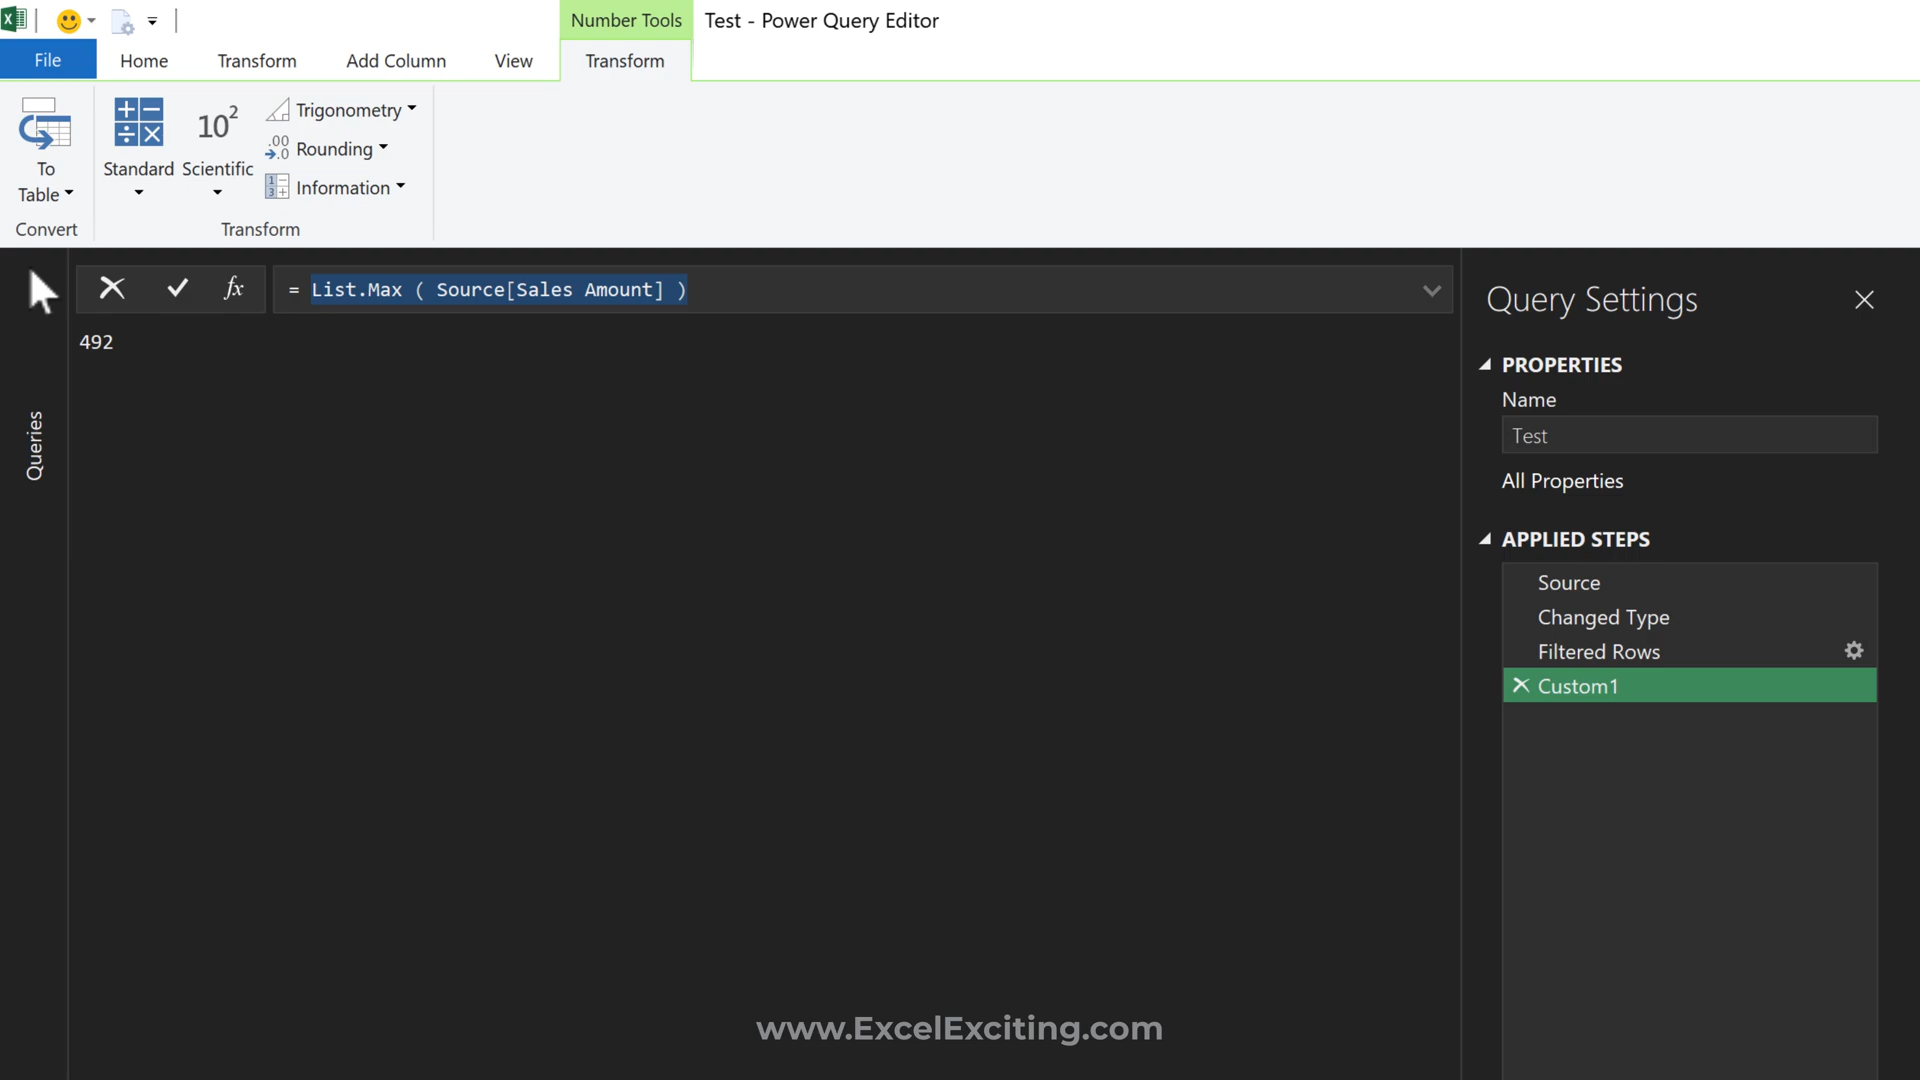 Number Tools
Test - Power Query Editor
File
Home
Transform
Add Column
View
Transform
To
Table
Convert
Standard
10²
Scientific
Trigonometry
Rounding
Information
Transform
fx
= List.Max ( Source[Sales Amount] )
492
Queries
Query Settings
PROPERTIES
Name
Test
All Properties
APPLIED STEPS
Source
Changed Type
Filtered Rows
Custom1
www.ExcelExciting.com